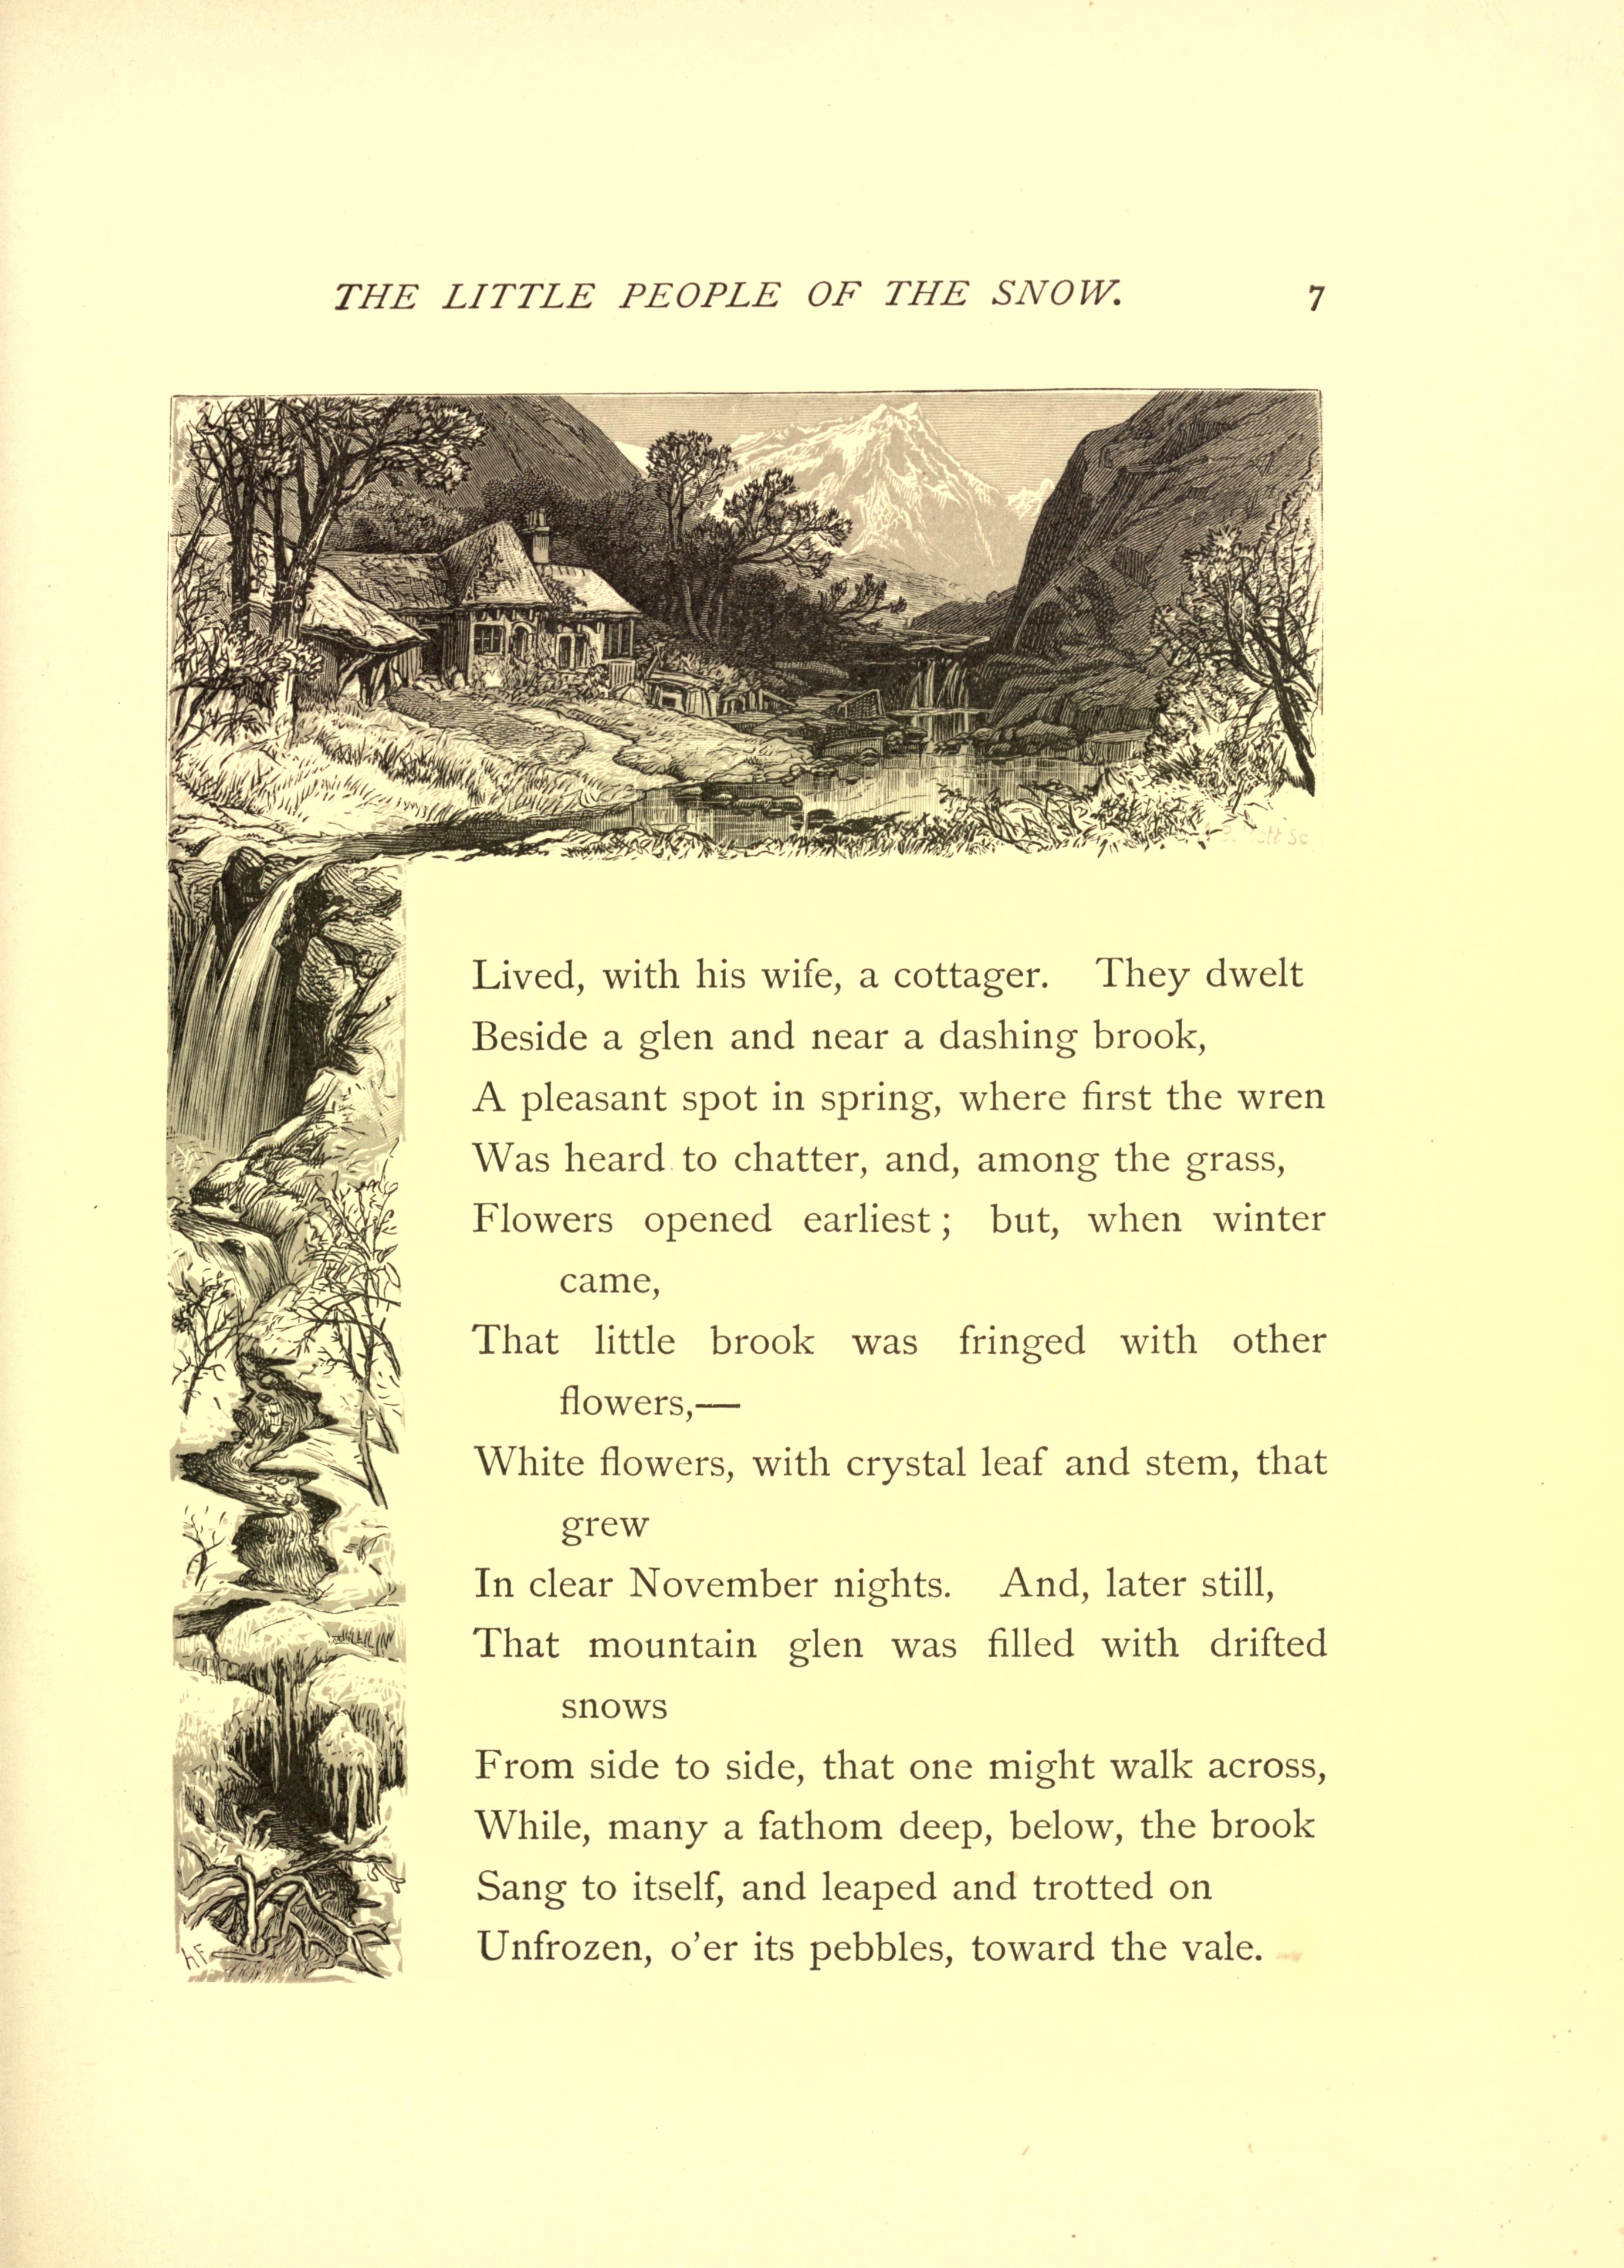 THE LITTLE PEOPLE OF THE SNOW. 7
Lived, with his wife, a cottager. They dwelt
Beside a glen and near a dashing brook,
A pleasant spot in spring, where first the wren
Was heard to chatter, and, among the grass,
Flowers opened earliest ; but, when winter
came,
That little brook was fringed with other
flowers,—
White flowers, with crystal leaf and stem, that
grew
In clear November nights. And, later still,
That mountain glen was filled with drifted
snows
From side to side, that one might walk across,
While, many a fathom deep, below, the brook
Sang to itself, and leaped and trotted on
Unfrozen, o'er its pebbles, toward the vale.
hF